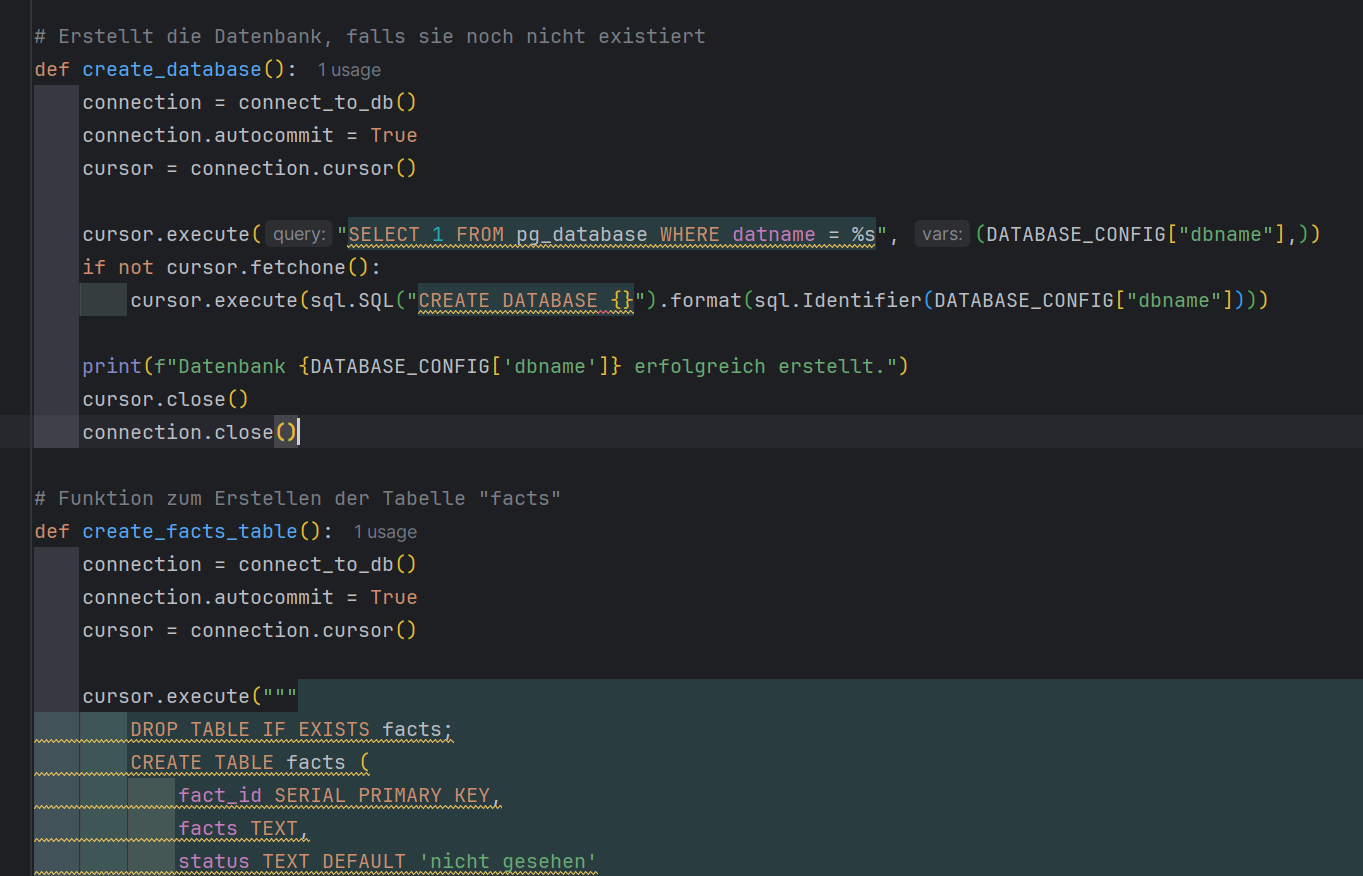 # Erstellt die Datenbank, falls sie noch nicht existiert
def create_database():  1 usage
    connection = connect_to_db()
    connection.autocommit = True
    cursor = connection.cursor()
    cursor.execute( query: "SELECT 1 FROM pg_database WHERE datname = %s",  vars: (DATABASE_CONFIG["dbname"],))
    if not cursor.fetchone():
        cursor.execute(sql.SQL("CREATE DATABASE {}").format(sql.Identifier(DATABASE_CONFIG["dbname"])))
    print(f"Datenbank {DATABASE_CONFIG['dbname']} erfolgreich erstellt.")
    cursor.close()
    connection.close()
# Funktion zum Erstellen der Tabelle "facts"
def create_facts_table():  1 usage
    connection = connect_to_db()
    connection.autocommit = True
    cursor = connection.cursor()
    cursor.execute("""
        DROP TABLE IF EXISTS facts;
        CREATE TABLE facts (
            fact_id SERIAL PRIMARY KEY,
            facts TEXT,
            status TEXT DEFAULT 'nicht gesehen'